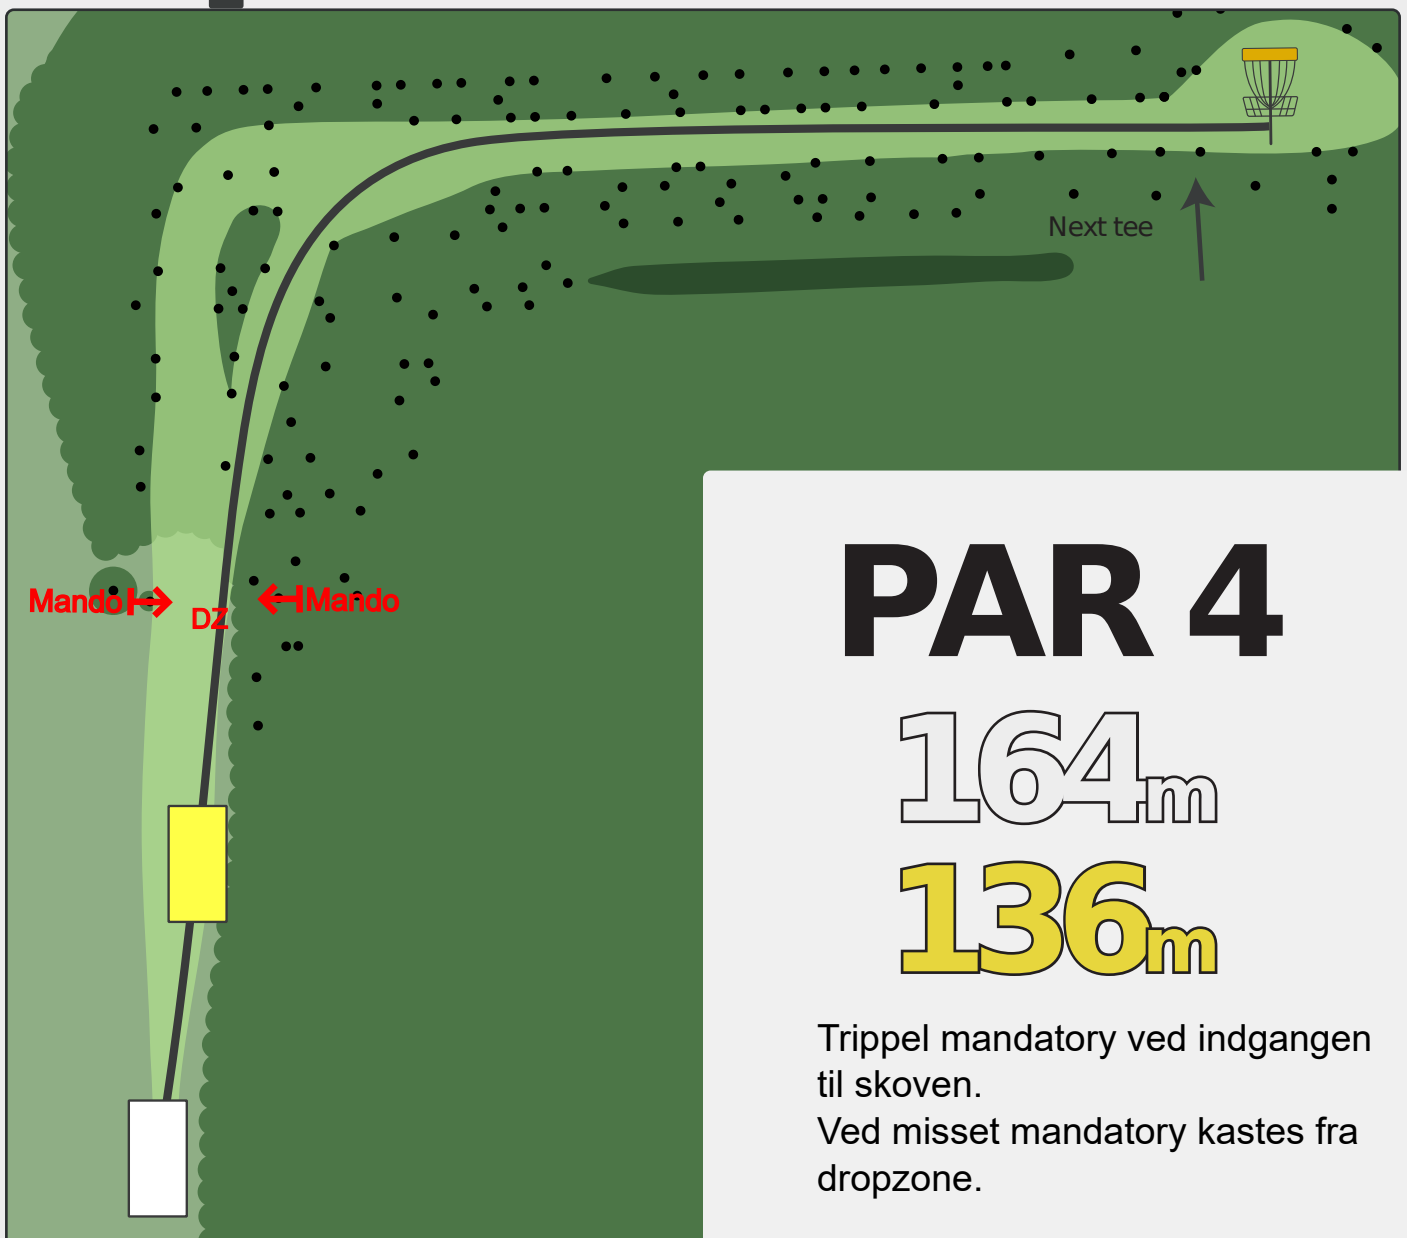 Next tee
Mando
DZ
Mando
PAR 4
164m
136m
Trippel mandatory ved indgangen
til skoven.
Ved misset mandatory kastes fra
dropzone.